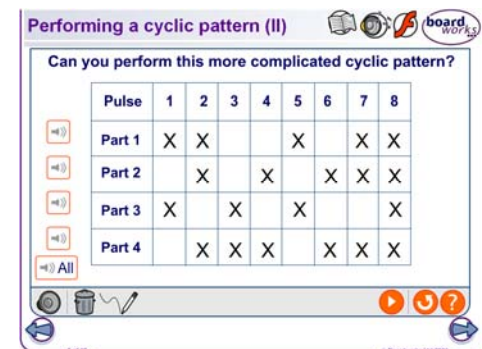 Performing a cyclic pattern (II)
board
works
Can you perform this more complicated cyclic pattern?
Pulse 1 2 3 4 5 6 7 8
Part 1 X X X X X
Part 2 X X X X X
Part 3 X X X X
Part 4 X X X X X X
All
?